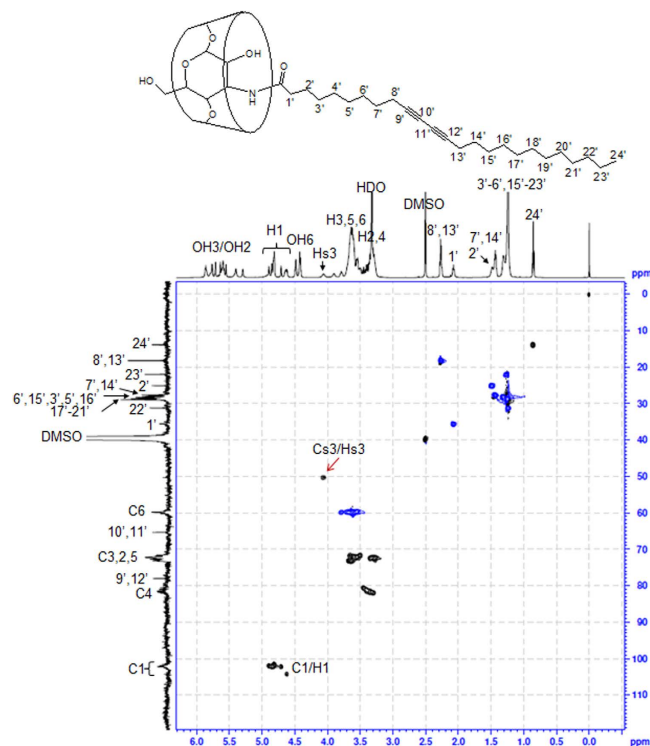 O
OH
O
HO
O
N
H
O
1'
2'
3'
4'
5'
6'
7'
8'
9'
10'
11'
12'
13'
14'
15'
16'
17'
18'
19'
20'
21'
22'
23'
24'
HDO
DMSO
3'-6', 15'-23'
H1
H3,5,6
8', 13'
24'
OH3/OH2
OH6
Hs3
H2,4
1'
7', 14'
2'
ppm
ppm
24'
8', 13'
23'
7', 14'
2'
6', 15', 3', 5', 16'
17'-21'
22'
1'
DMSO
Cs3/Hs3
C6
10', 11'
C3,2,5
9', 12'
C4
C1
C1/H1
0
10
20
30
40
50
60
70
80
90
100
110
6.0 5.5 5.0 4.5 4.0 3.5 3.0 2.5 2.0 1.5 1.0 0.5 0.0 ppm